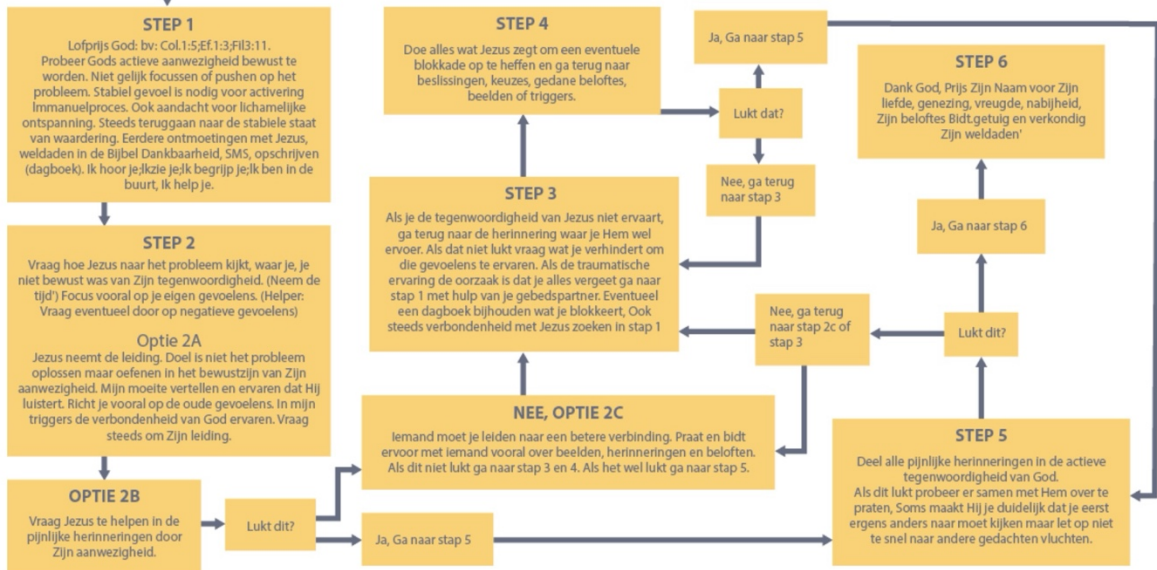 STEP 1
Lofprijs God: bv: Col.1:5;Ef.1:3;Fil3:11.
Probeer Gods actieve aanwezigheid bewust te
worden. Niet gelijk focussen of pushen op het
probleem. Stabiel gevoel is nodig voor activering
Immanuelproces. Ook aandacht voor lichamelijke
ontspanning. Steeds teruggaan naar de stabiele staat
van waardering. Eerdere ontmoetingen met Jezus,
weldaden in de Bijbel Dankbaarheid, SMS, opschrijven
(dagboek). Ik hoor je;Ikzie je;Ik begrijp je;Ik ben in de
buurt, ik help je.
STEP 2
Vraag hoe Jezus naar het probleem kijkt, waar je, je
niet bewust was van Zijn tegenwoordigheid. (Neem de
tijd') Focus vooral op je eigen gevoelens. (Helper:
Vraag eventueel door op negatieve gevoelens)
Optie 2A
Jezus neemt de leiding. Doel is niet het probleem
oplossen maar oefenen in het bewustzijn van Zijn
aanwezigheid. Mijn moeite vertellen en ervaren dat Hij
luistert. Richt je vooral op de oude gevoelens. In mijn
triggers de verbondenheid van God ervaren. Vraag
steeds om Zijn leiding.
OPTIE 2B
Vraag Jezus te helpen in de
pijnlijke herinneringen door
Zijn aanwezigheid.
Lukt dit?
Ja, Ga naar stap 5
NEE, OPTIE 2C
Iemand moet je leiden naar een betere verbinding. Praat en bidt
ervoor met iemand vooral over beelden, herinneringen en beloften.
Als dit niet lukt ga naar stap 3 en 4. Als het wel lukt ga naar stap 5.
STEP 3
Als je de tegenwoordigheid van Jezus niet ervaart,
ga terug naar de herinnering waar je Hem wel
ervoer. Als dat niet lukt vraag wat je verhindert om
die gevoelens te ervaren. Als de traumatische
ervaring de oorzaak is dat je alles vergeet ga naar
stap 1 met hulp van je gebedspartner. Eventueel
een dagboek bijhouden wat je blokkeert, Ook
steeds verbondenheid met Jezus zoeken in stap 1
STEP 4
Doe alles wat Jezus zegt om een eventuele
blokkade op te heffen en ga terug naar
beslissingen, keuzes, gedane beloftes,
beelden of triggers.
Lukt dat?
Ja, Ga naar stap 5
Nee, ga terug
naar stap 3
STEP 5
Deel alle pijnlijke herinneringen in de actieve
tegenwoordigheid van God.
Als dit lukt probeer er samen met Hem over te
praten, Soms maakt Hij je duidelijk dat je eerst
ergens anders naar moet kijken maar let op niet
te snel naar andere gedachten vluchten.
Lukt dit?
Nee, ga terug
naar stap 2c of
stap 3
Ja, Ga naar stap 6
STEP 6
Dank God, Prijs Zijn Naam voor Zijn
liefde, genezing, vreugde, nabijheid,
Zijn beloftes Bidt.getuig en verkondig
Zijn weldaden'